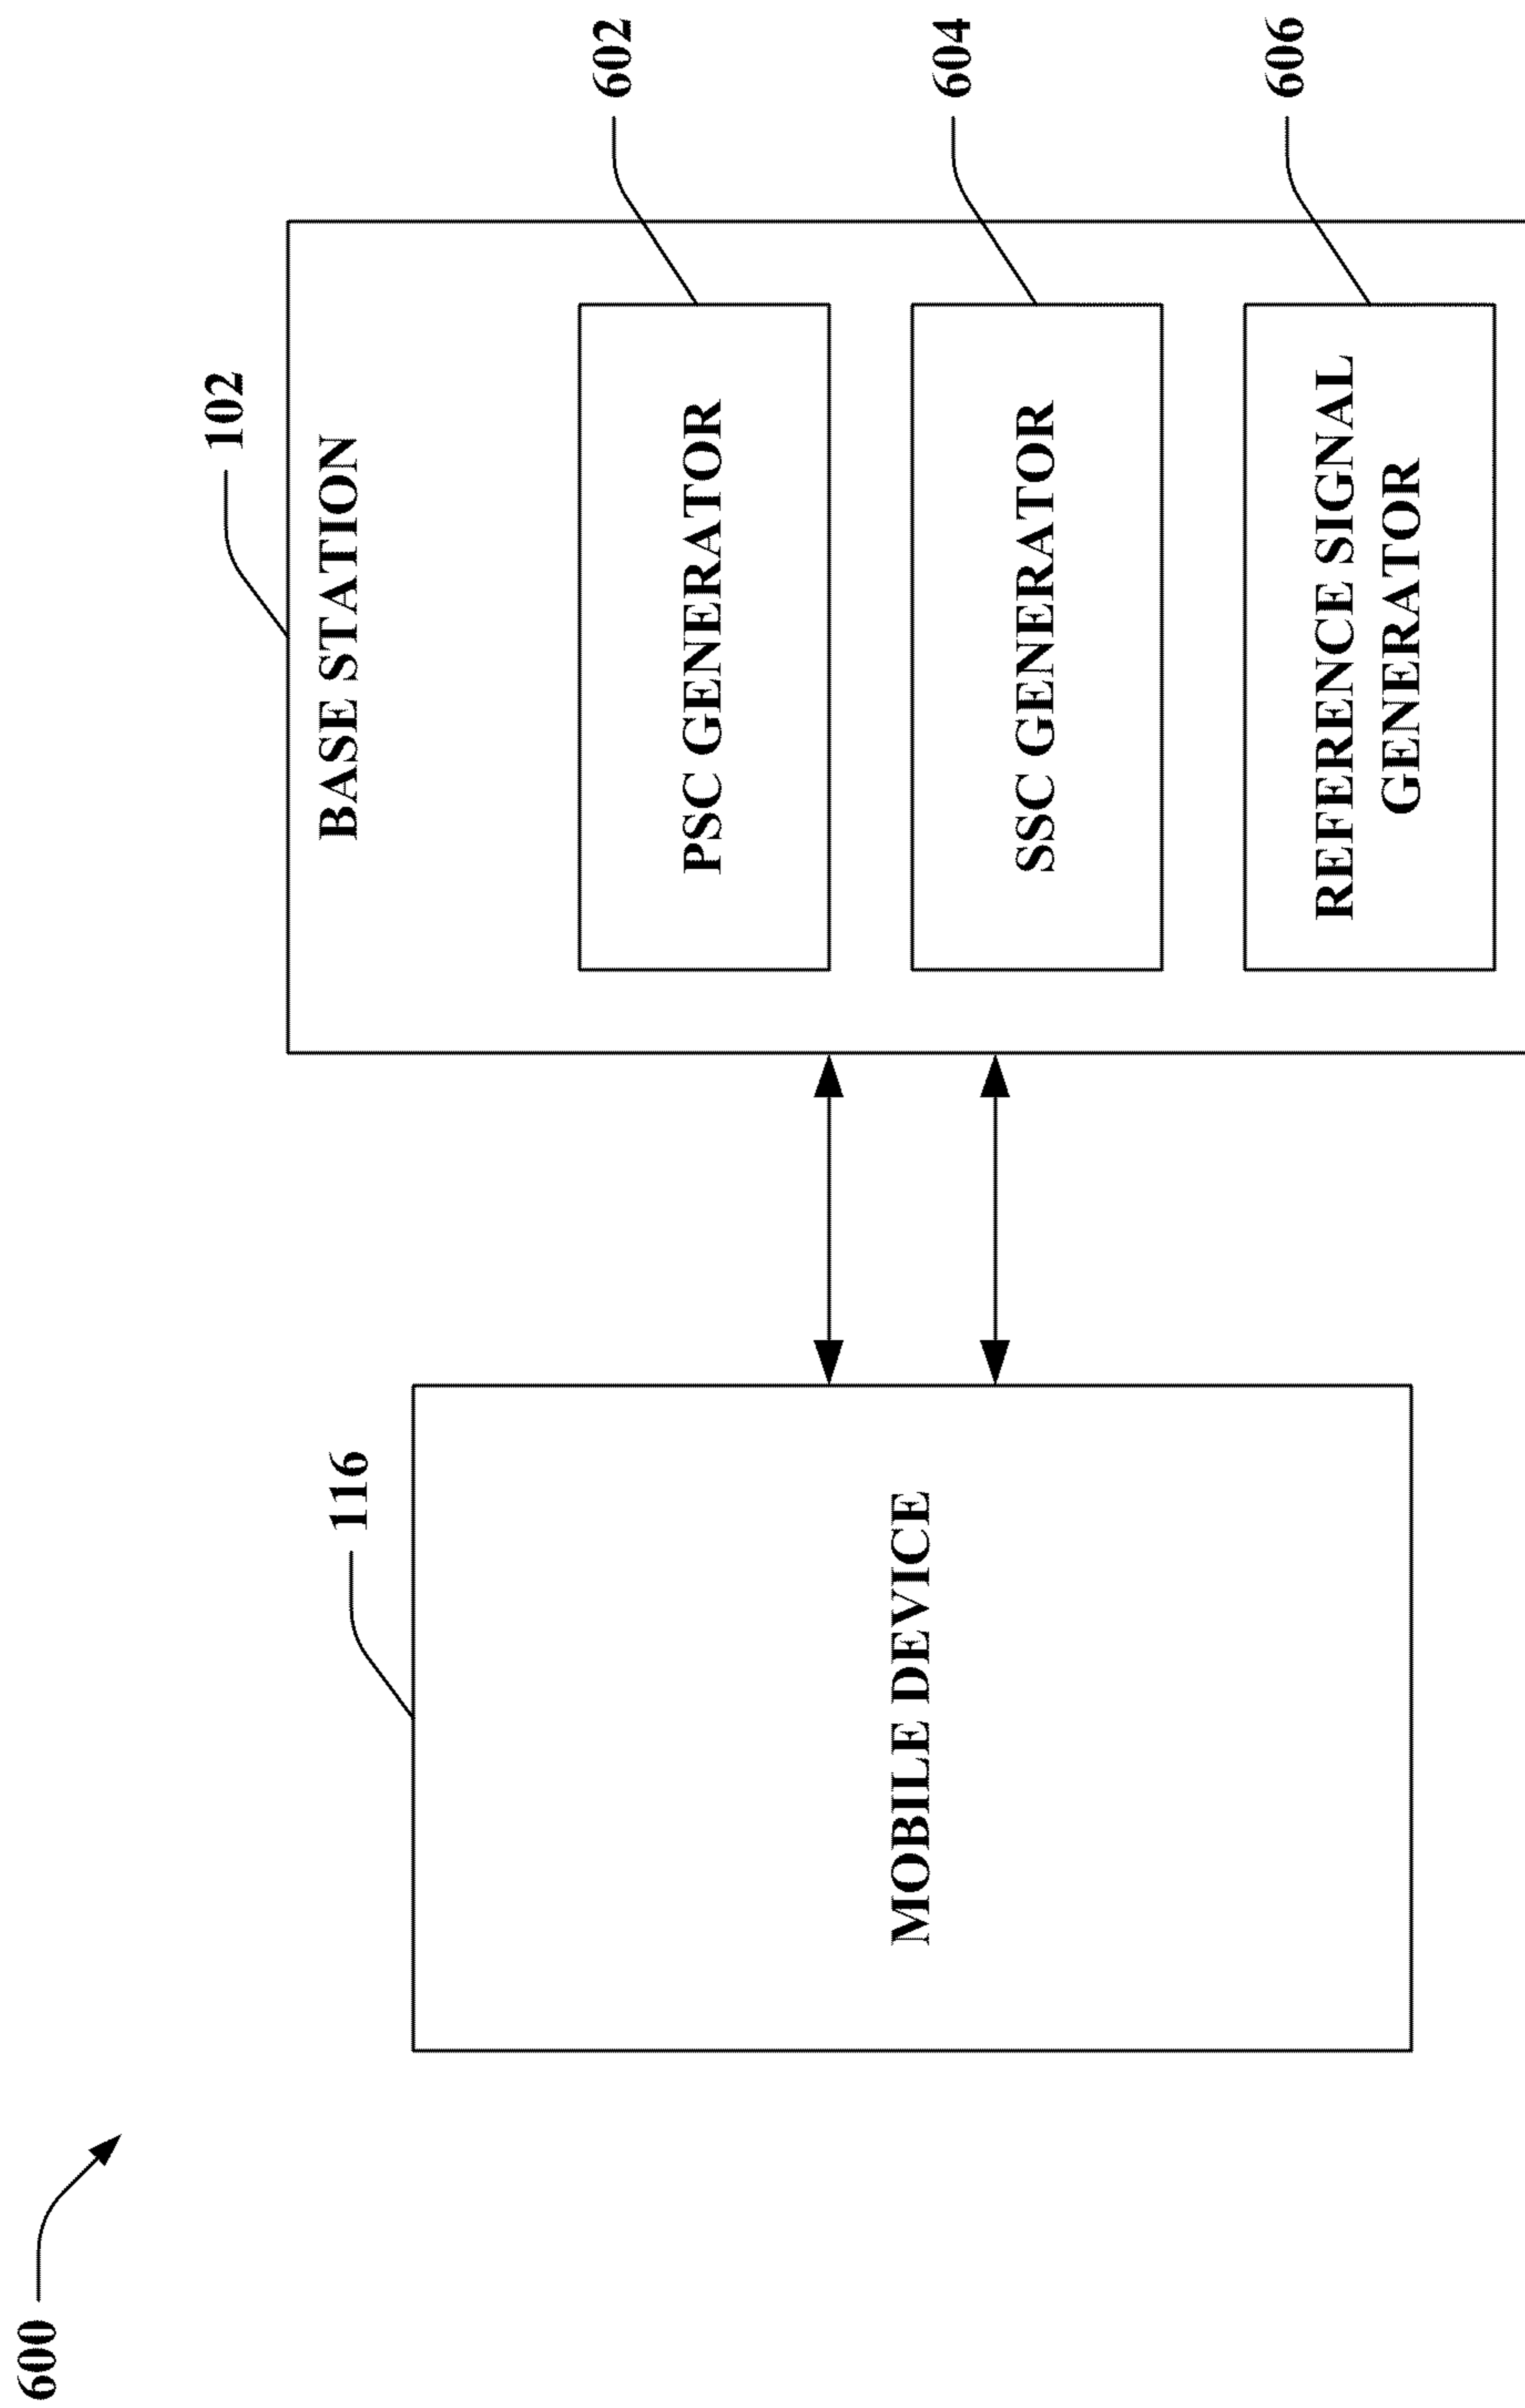 600
116
MOBILE DEVICE
102
BASE STATION
PSC GENERATOR
602
SSC GENERATOR
604
REFERENCE SIGNAL
GENERATOR
606